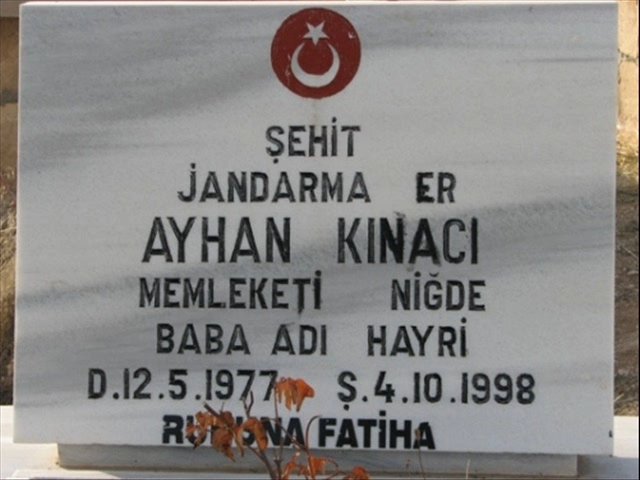 ŞEHİT
JANDARMA ER
AYHAN KINACI
MEMLEKETİ NİĞDE
BABA ADI HAYRİ
D.12.5.1977 Ş.4.10.1998
RUHUNA FATİHA